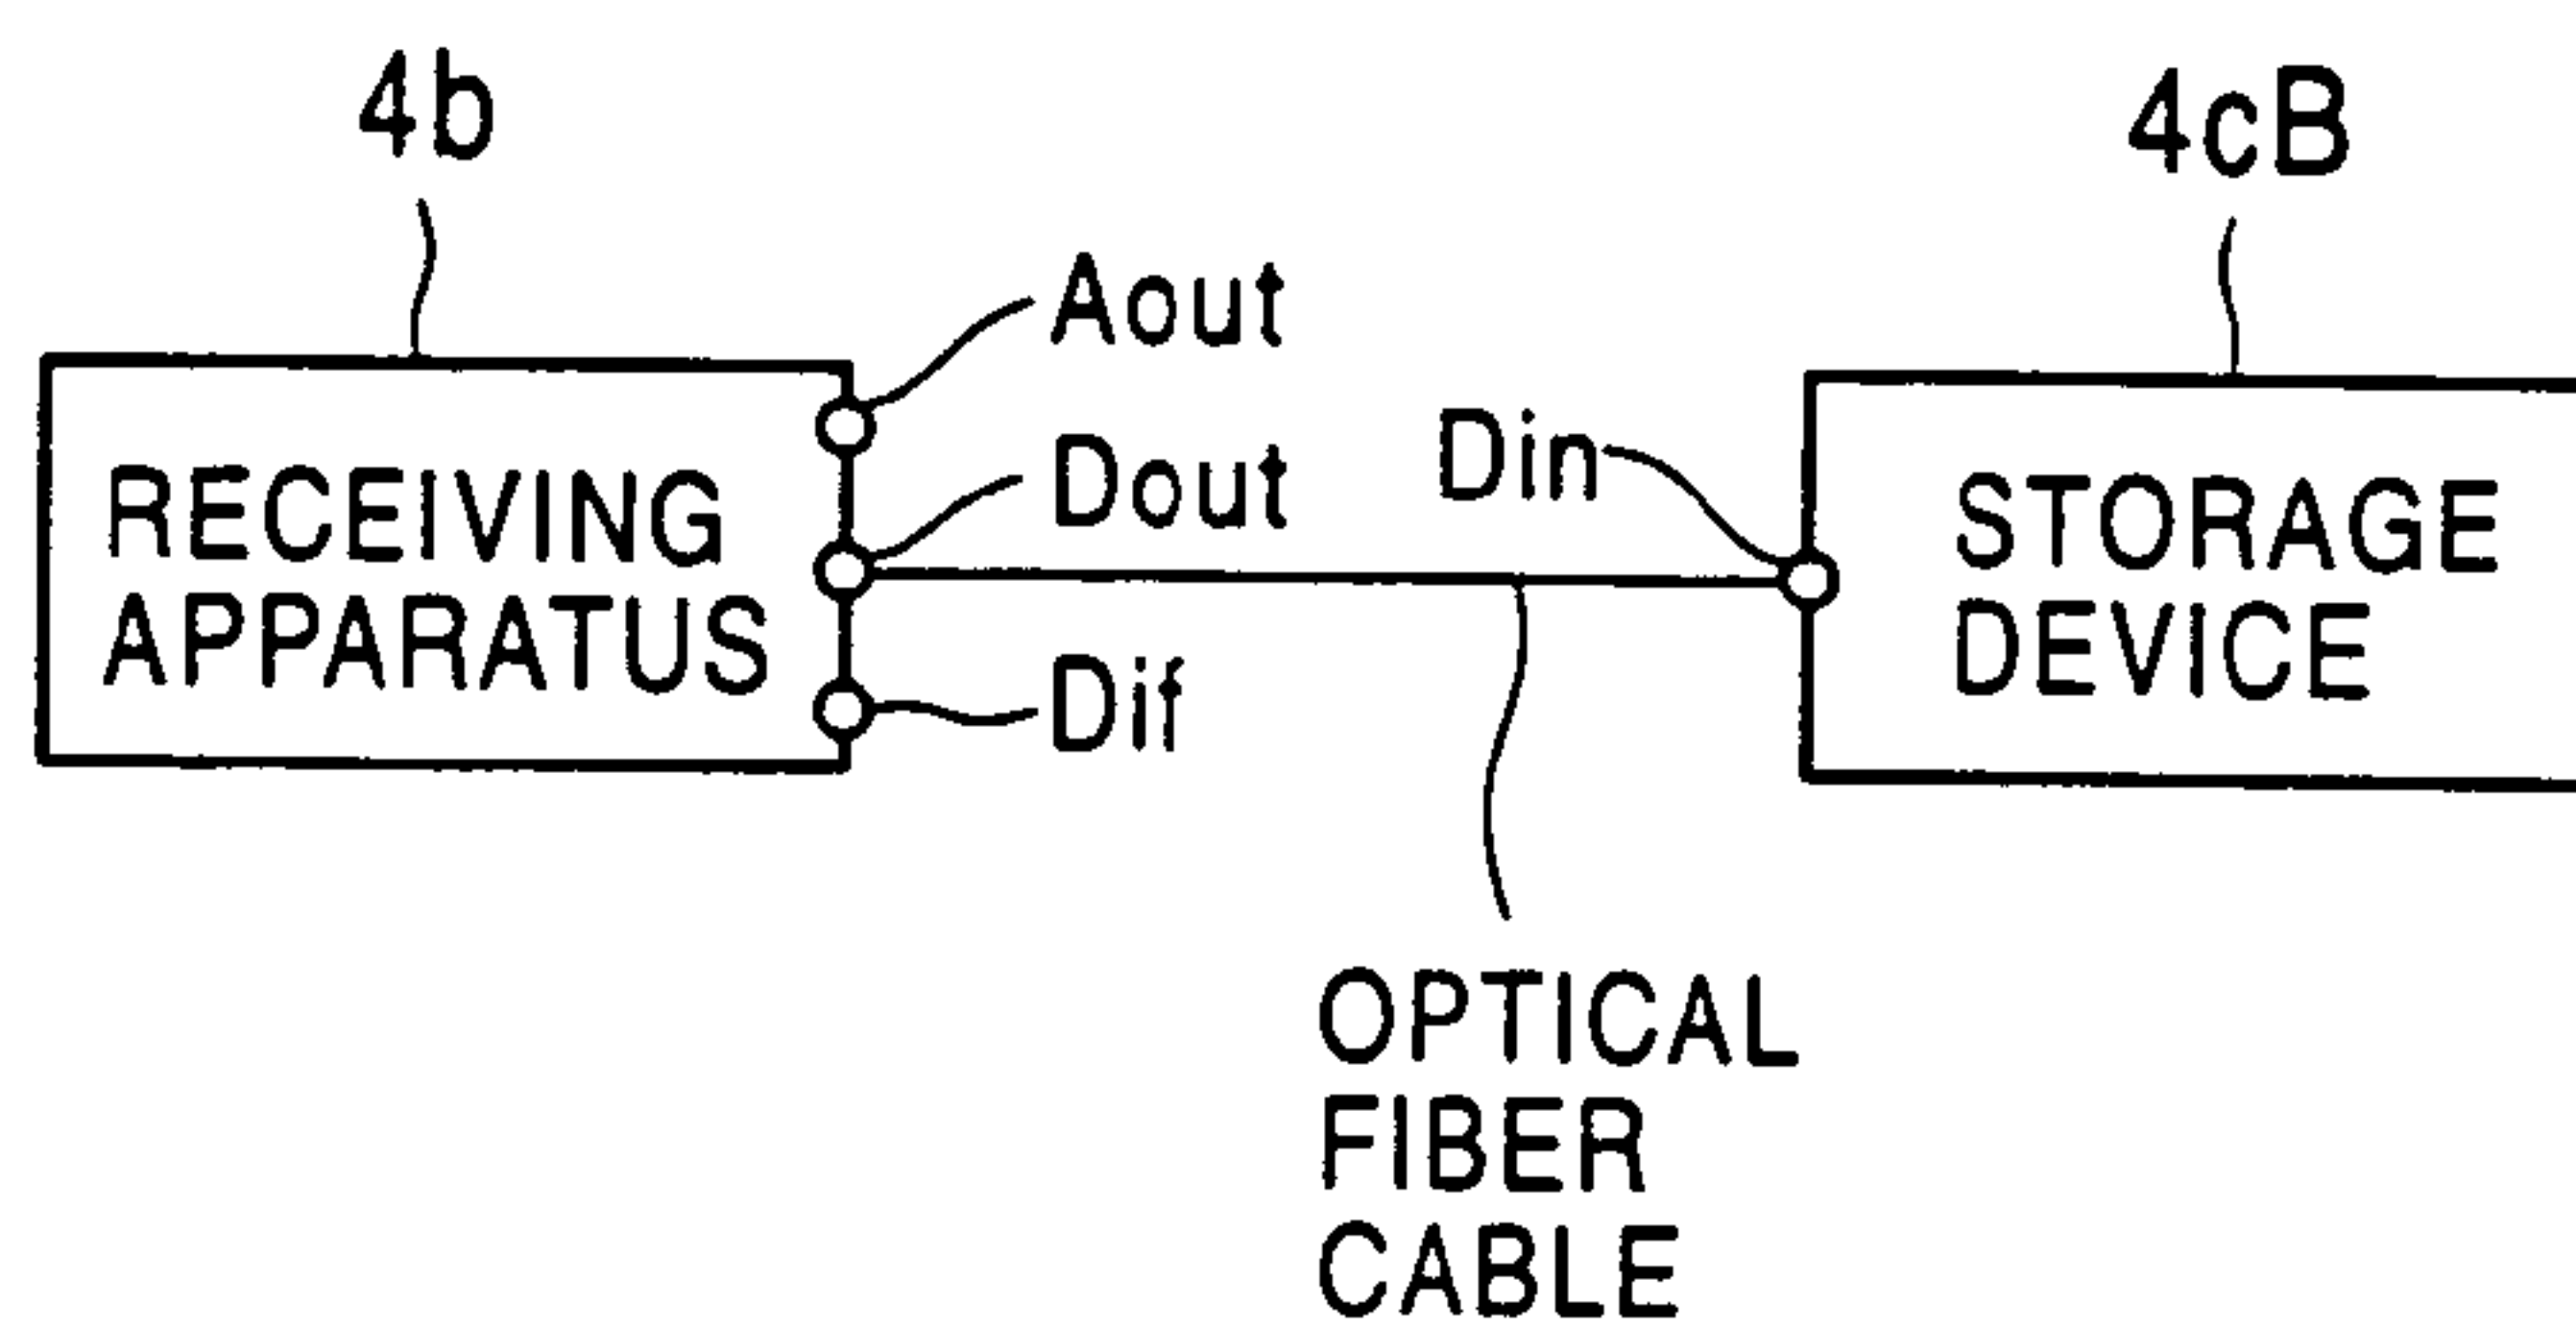 4b
4cB
Aout
Dout
Din
RECEIVING
APPARATUS
STORAGE
DEVICE
Dif
OPTICAL
FIBER
CABLE